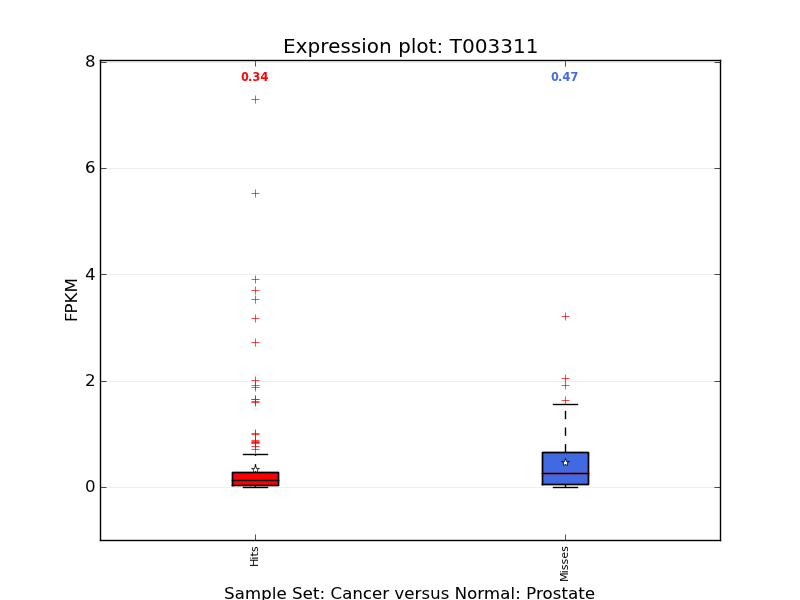 Expression plot: T003311
0.34
0.47
8
6
4
2
0
FPKM
Hits
Misses
Sample Set: Cancer versus Normal: Prostate